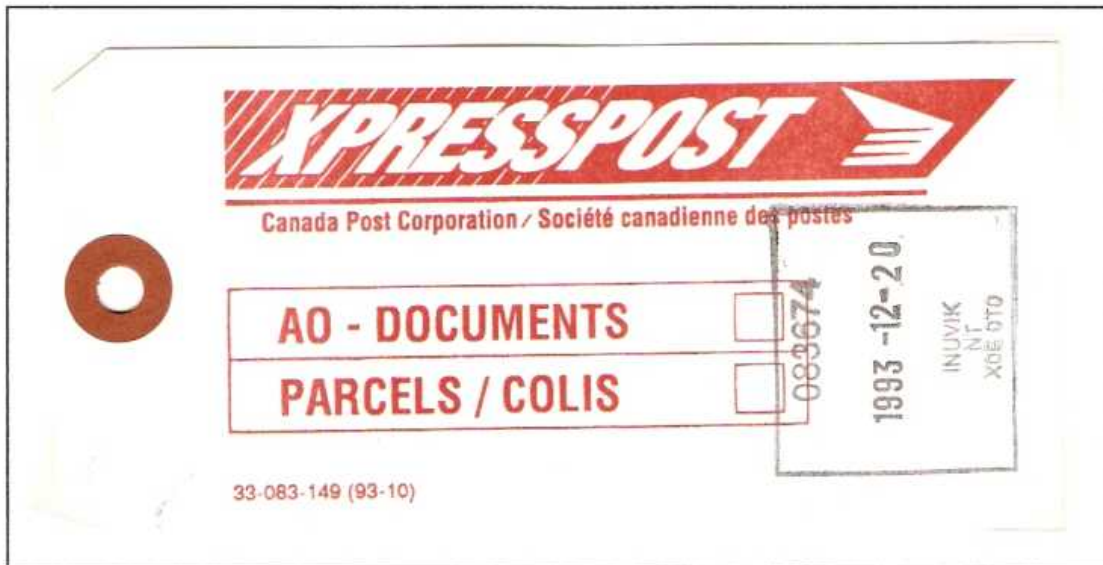 XPRESSPOST
Canada Post Corporation / Société canadienne des postes
AO - DOCUMENTS
PARCELS / COLIS
33-083-149 (93-10)
083674
1993-12-20
INUVIK
NT
X0E 0T0